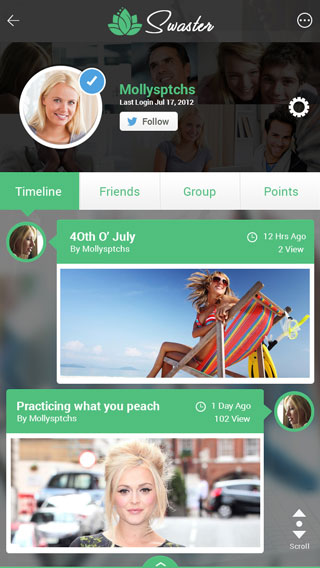 Swaster
Mollysptchs
Last Login Jul 17, 2012
Follow
Timeline Friends Group Points
4Oth O' July 12 Hrs Ago
By Mollysptchs 2 View
Practicing what you peach 1 Day Ago
By Mollysptchs 102 View
Scroll